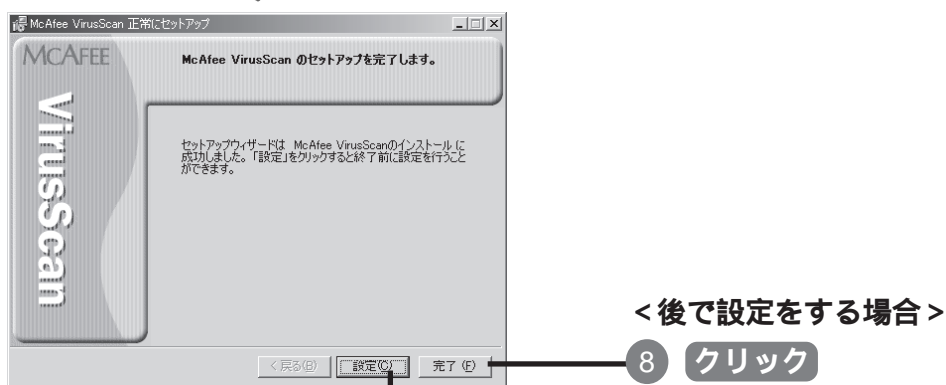 McAfee VirusScan 正常にセットアップ
MCAFEE
VirusScan
McAfee VirusScan のセットアップを完了します。
セットアップウィザードは McAfee VirusScanのインストール に
成功しました。「設定」をクリックすると終了前に設定を行うこと
ができます。
<後で設定をする場合>
< 戻る(B) 設定(C) 完了 (F) 8 クリック